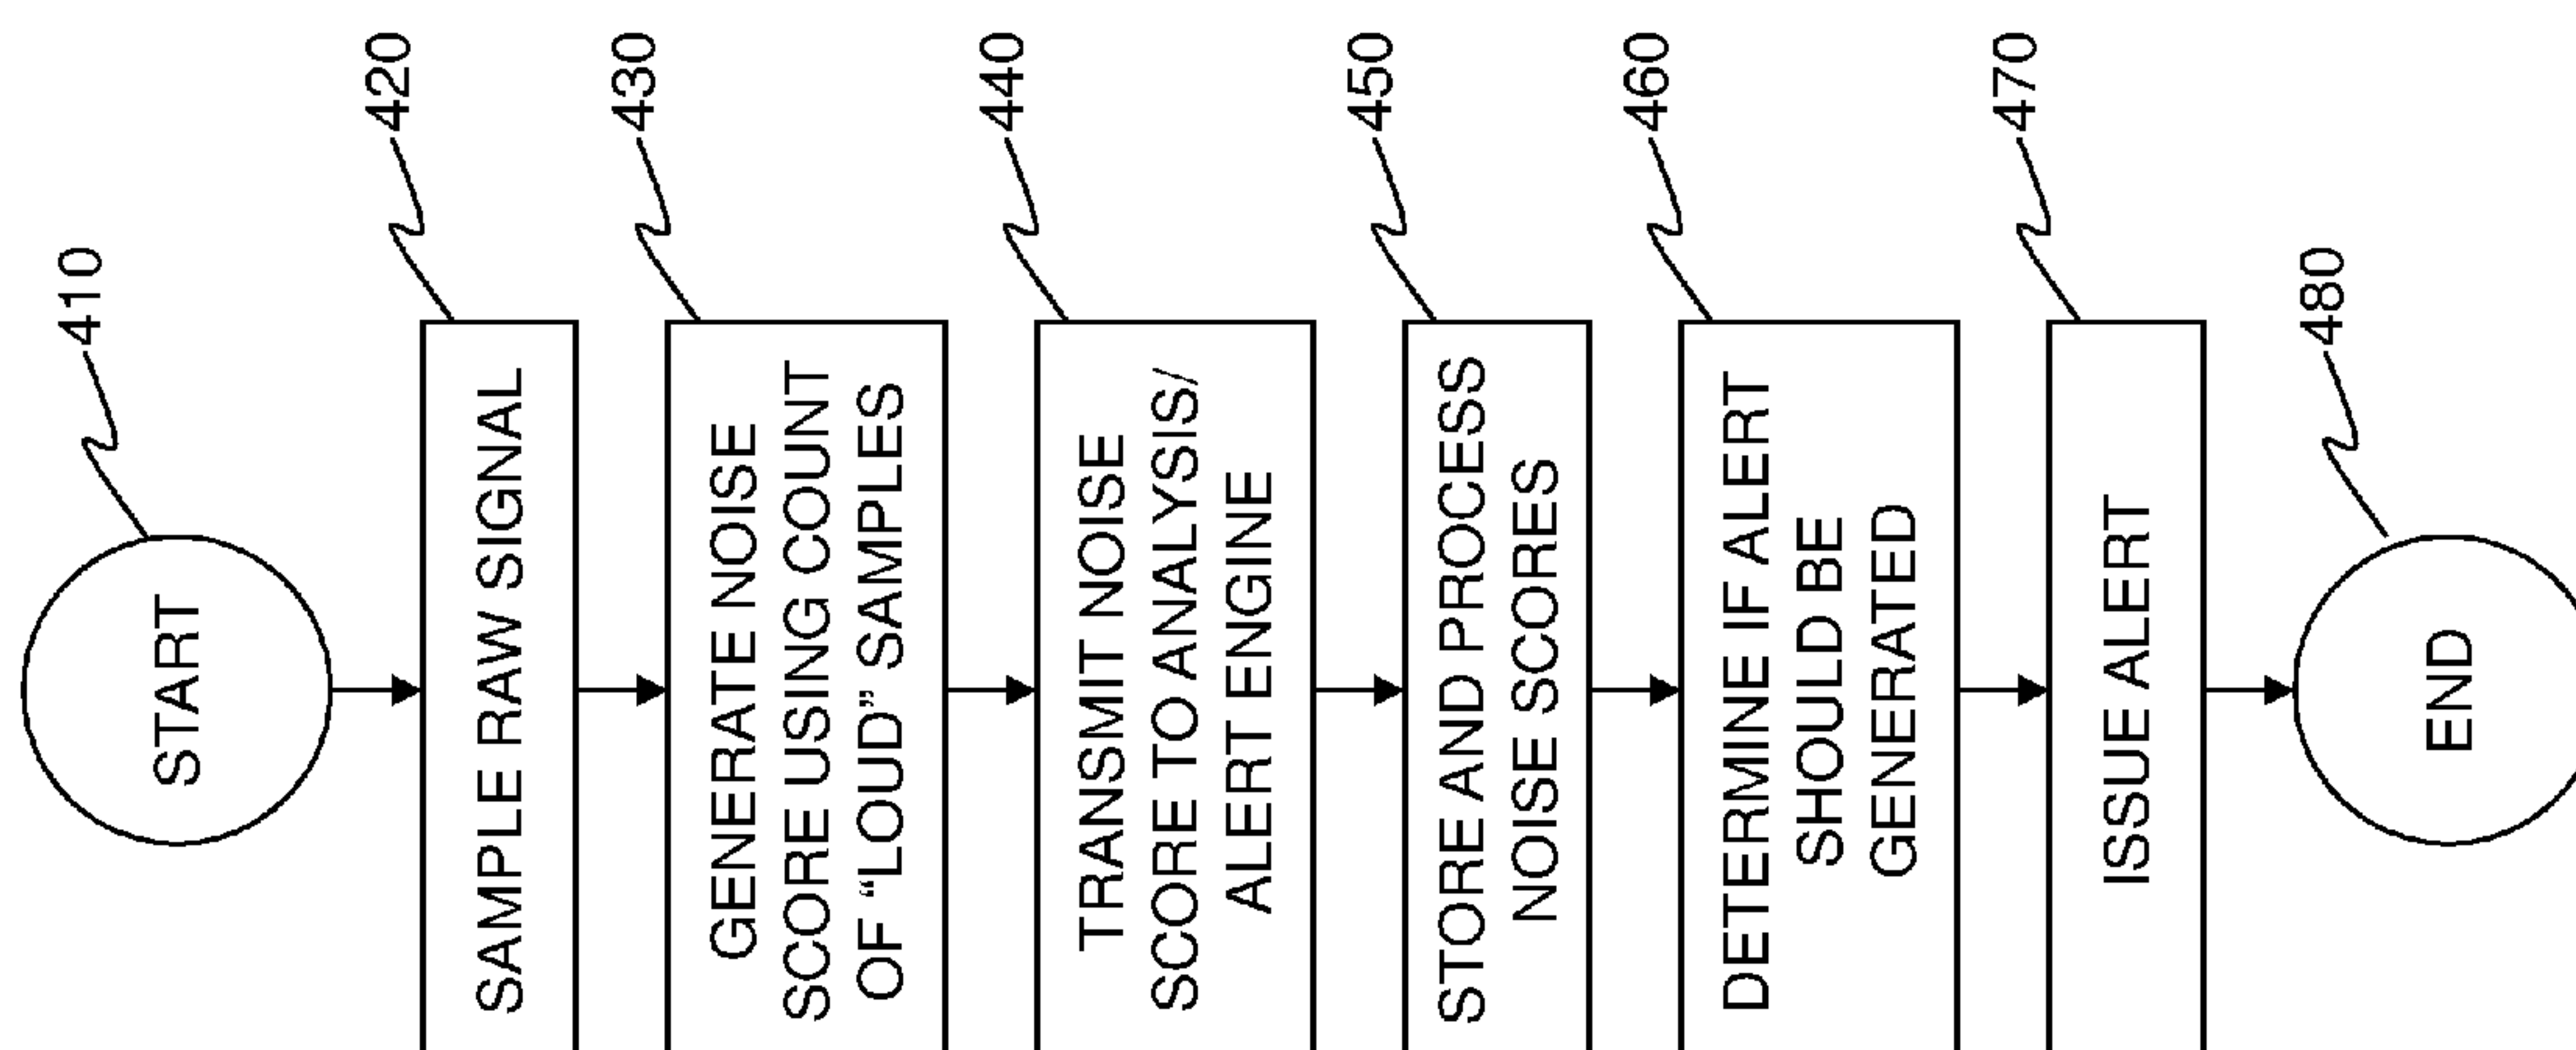 START
410
SAMPLE RAW SIGNAL
420
GENERATE NOISE
SCORE USING COUNT
OF “LOUD” SAMPLES
430
TRANSMIT NOISE
SCORE TO ANALYSIS/
ALERT ENGINE
440
STORE AND PROCESS
NOISE SCORES
450
DETERMINE IF ALERT
SHOULD BE
GENERATED
460
ISSUE ALERT
470
END
480